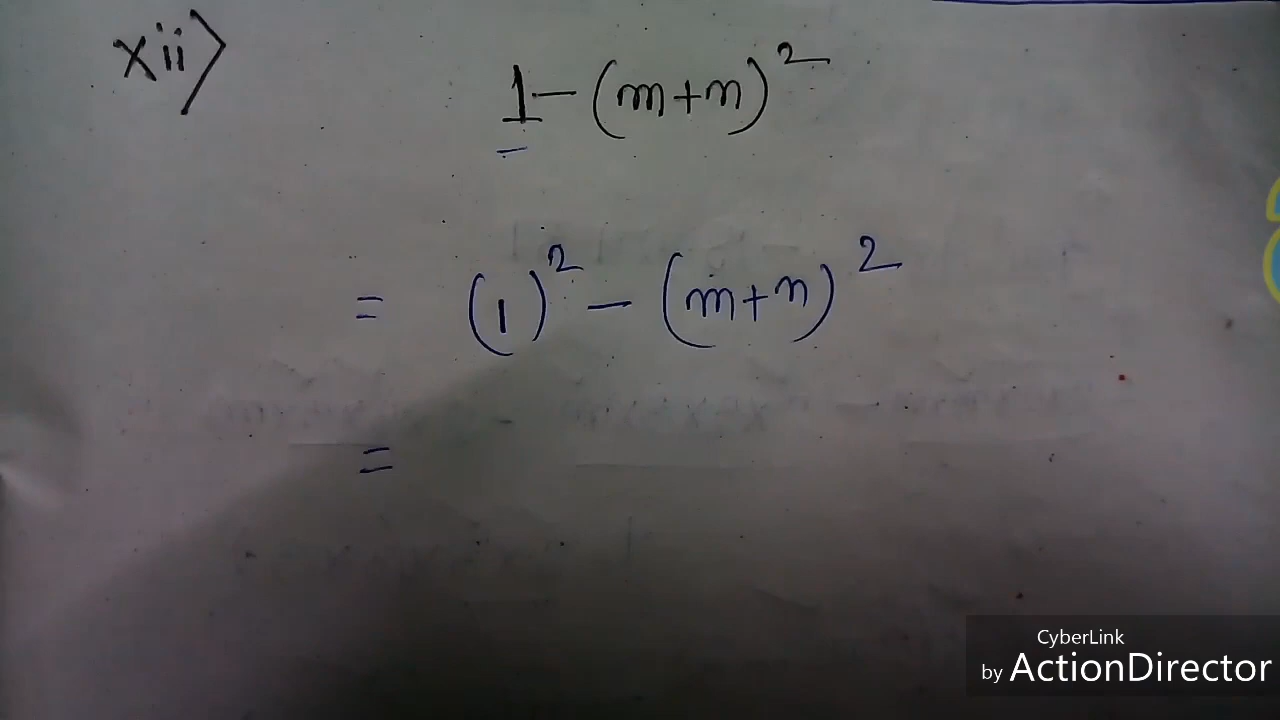 xii) 1 - (m+n)²
= (1)² - (m+n)²
=
CyberLink
by ActionDirector